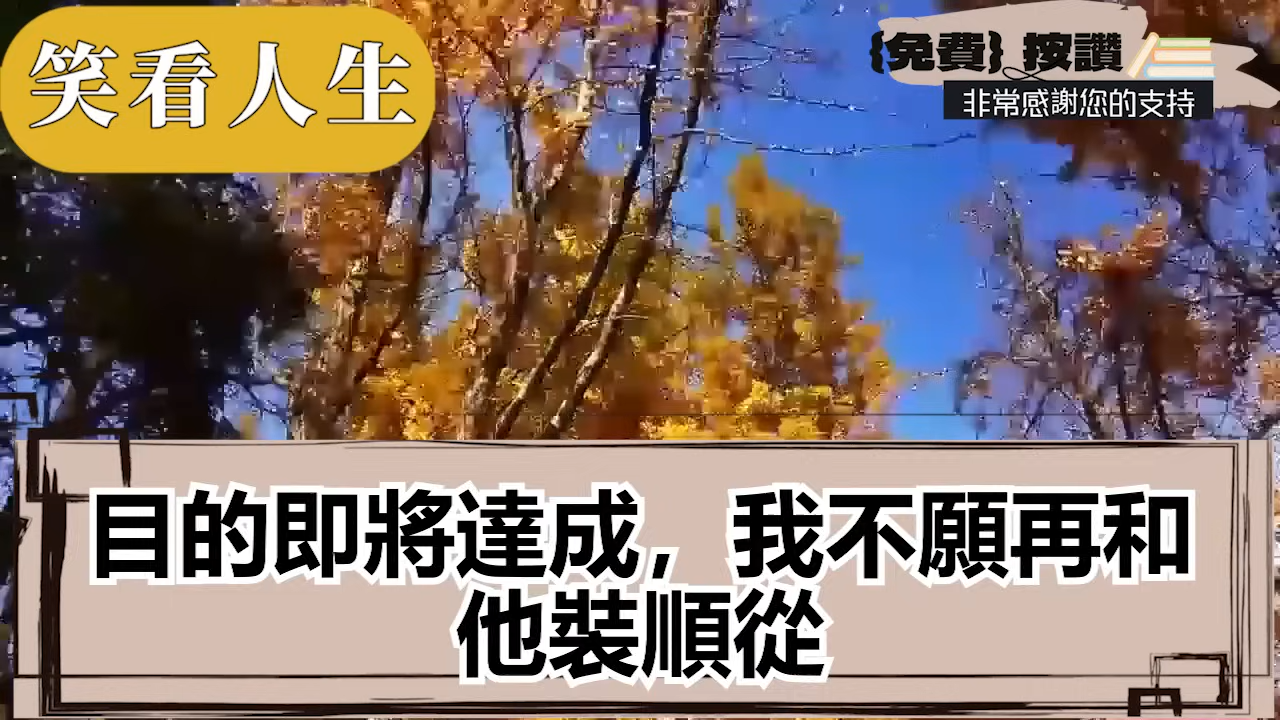 笑看人生
{免費} 按讚
非常感謝您的支持
目的即將達成，我不願再和
他裝順從